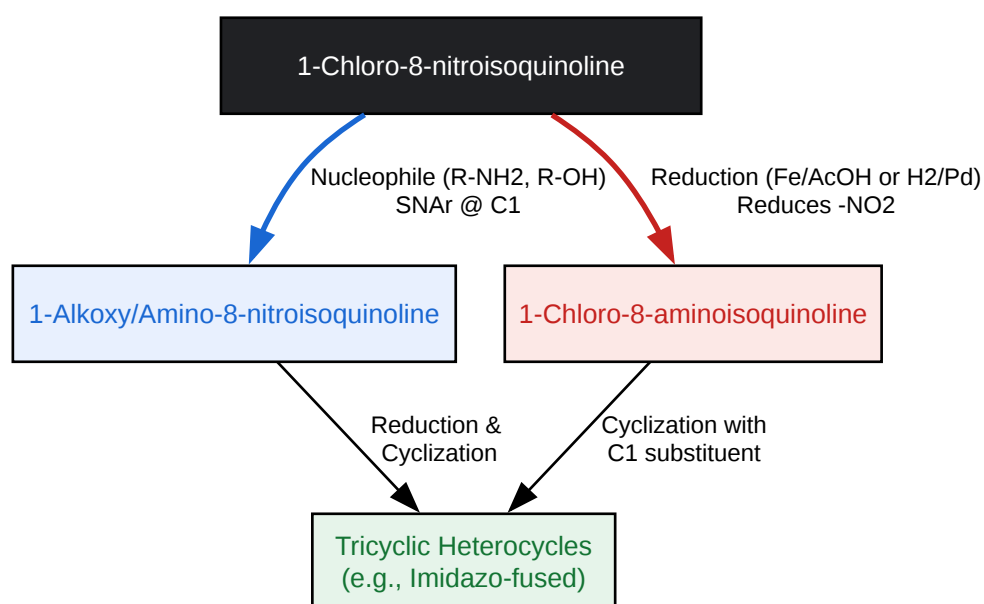 1-Chloro-8-nitroisoquinoline
Nucleophile (R-NH2, R-OH)
SNAr @ C1
Reduction (Fe/AcOH or H2/Pd)
Reduces -NO2
1-Alkoxy/Amino-8-nitroisoquinoline
1-Chloro-8-aminoisoquinoline
Reduction &
Cyclization
Cyclization with
C1 substituent
Tricyclic Heterocycles
(e.g., Imidazo-fused)